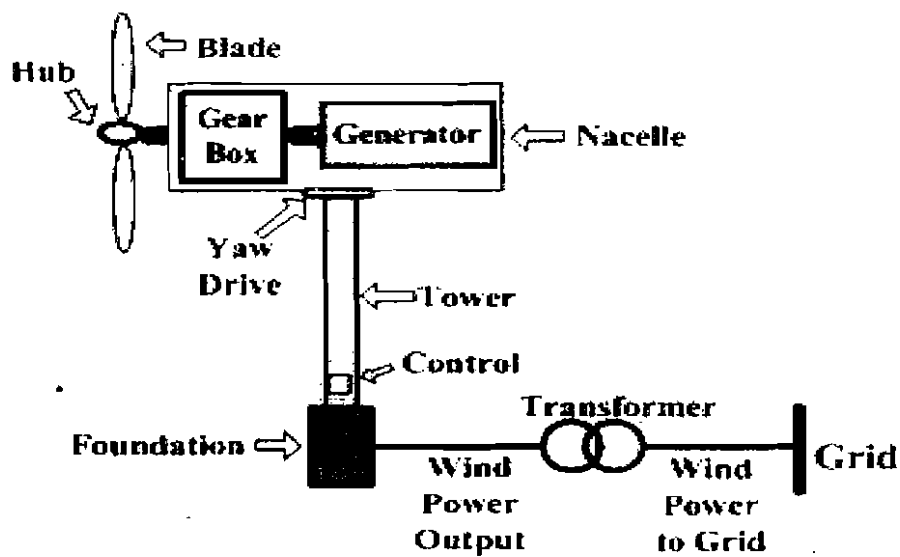 Blade
Hub
Gear
Box
Generator
Nacelle
Yaw
Drive
Tower
Control
Transformer
Foundation
Grid
Wind
Power
Output
Wind
Power
to Grid